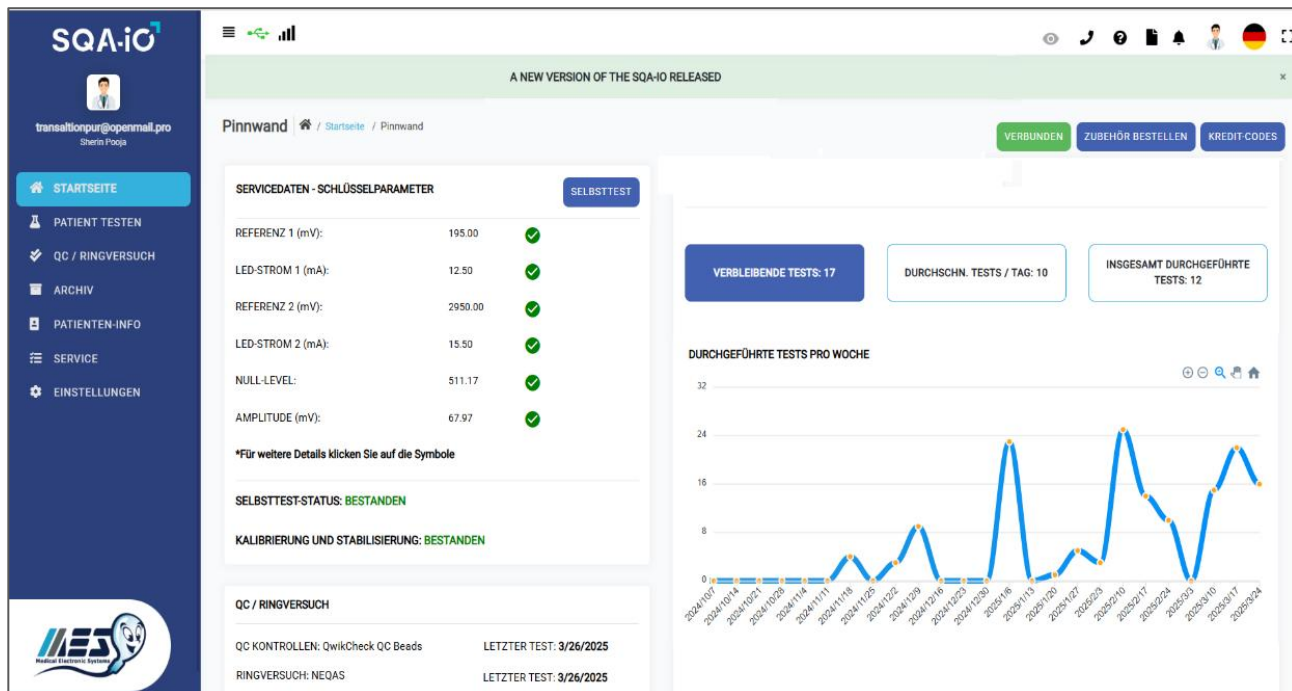 SQA-iO
A NEW VERSION OF THE SQA-IO RELEASED
×
transaltionpur@openmail.pro
Sherin Pooja
Pinnwand / Startseite / Pinnwand
VERBUNDEN
ZUBEHÖR BESTELLEN
KREDIT-CODES
STARTSEITE
PATIENT TESTEN
QC / RINGVERSUCH
ARCHIV
PATIENTEN-INFO
SERVICE
EINSTELLUNGEN
MES
Medical Electronic Systems
SERVICEDATEN - SCHLÜSSELPARAMETER
SELBSTTEST
REFERENZ 1 (mV): 195.00
LED-STROM 1 (mA): 12.50
REFERENZ 2 (mV): 2950.00
LED-STROM 2 (mA): 15.50
NULL-LEVEL: 511.17
AMPLITUDE (mV): 67.97
*Für weitere Details klicken Sie auf die Symbole
SELBSTTEST-STATUS: BESTANDEN
KALIBRIERUNG UND STABILISIERUNG: BESTANDEN
QC / RINGVERSUCH
QC KONTROLLEN: QwikCheck QC Beads LETZTER TEST: 3/26/2025
RINGVERSUCH: NEQAS LETZTER TEST: 3/26/2025
VERBLEIBENDE TESTS: 17
DURCHSCHN. TESTS / TAG: 10
INSGESAMT DURCHGEFÜHRTE
TESTS: 12
DURCHGEFÜHRTE TESTS PRO WOCHE
32
24
16
8
0
2024/10/7
2024/10/14
2024/10/21
2024/10/28
2024/11/4
2024/11/11
2024/11/18
2024/11/25
2024/12/2
2024/12/9
2024/12/16
2024/12/23
2024/12/30
2025/1/6
2025/1/13
2025/1/20
2025/1/27
2025/2/3
2025/2/10
2025/2/17
2025/2/24
2025/3/3
2025/3/10
2025/3/17
2025/3/24